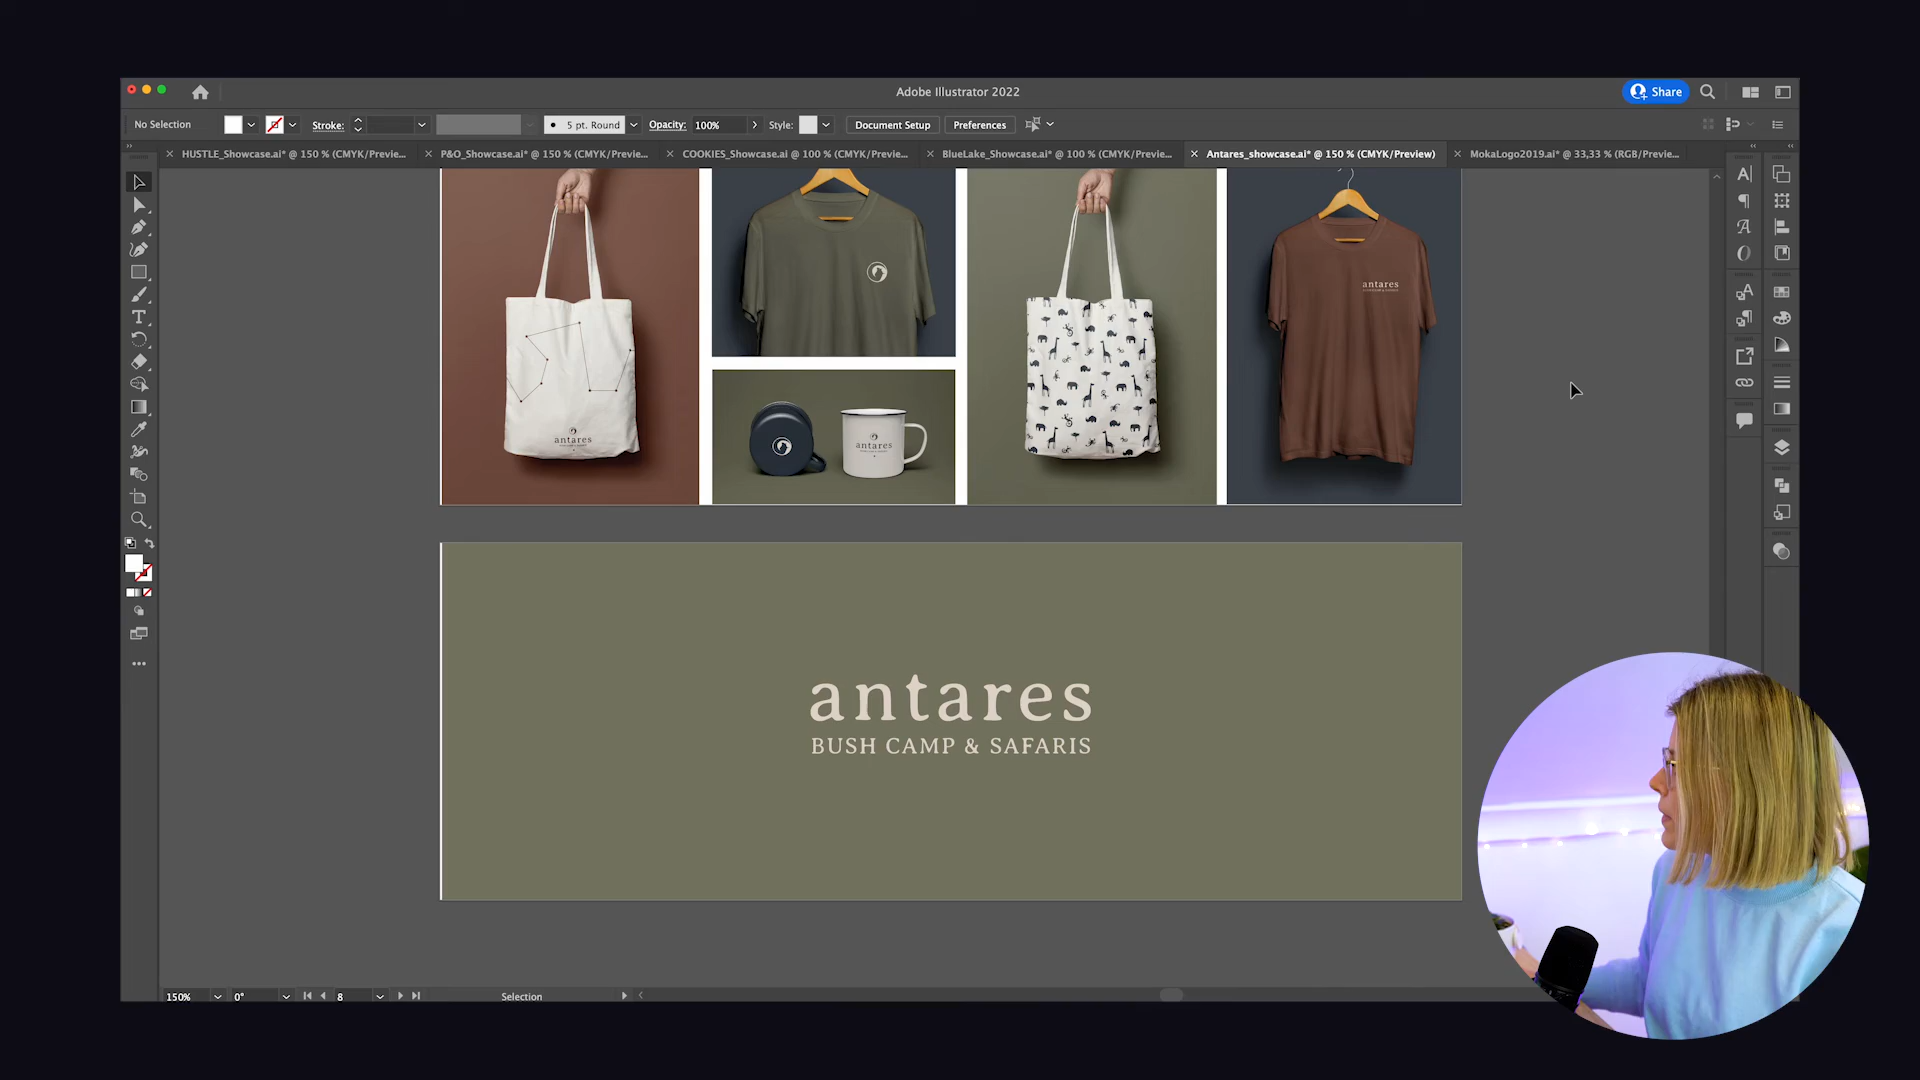 Adobe Illustrator 2022
Share
No Selection
Stroke:
5 pt. Round
Opacity:
100%
Style:
Document Setup
Preferences
HUSTLE_Showcase.ai* @ 150 % (CMYK/Previe...
P&O_Showcase.ai* @ 150 % (CMYK/Previe...
COOKIES_Showcase.ai @ 100 % (CMYK/Previe...
BlueLake_Showcase.ai* @ 100 % (CMYK/Previe...
Antares_showcase.ai* @ 150 % (CMYK/Preview)
MokaLogo2019.ai* @ 33,33 % (RGB/Previe...
antares
antares
antares
antares
BUSH CAMP & SAFARIS
150%
0°
8
Selection